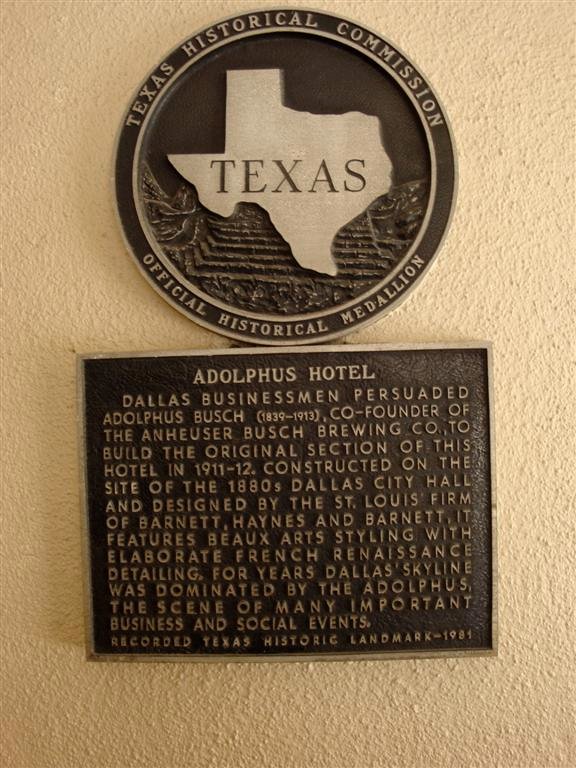 TEXAS HISTORICAL COMMISSION
TEXAS
OFFICIAL HISTORICAL MEDALLION
ADOLPHUS HOTEL
DALLAS BUSINESSMEN PERSUADED
ADOLPHUS BUSCH (1839-1913), CO-FOUNDER OF
THE ANHEUSER BUSCH BREWING CO., TO
BUILD THE ORIGINAL SECTION OF THIS
HOTEL IN 1911-12. CONSTRUCTED ON THE
SITE OF THE 1880s DALLAS CITY HALL
AND DESIGNED BY THE ST. LOUIS' FIRM
OF BARNETT, HAYNES AND BARNETT, IT
FEATURES BEAUX ARTS STYLING WITH
ELABORATE FRENCH RENAISSANCE
DETAILING. FOR YEARS DALLAS' SKYLINE
WAS DOMINATED BY THE ADOLPHUS,
THE SCENE OF MANY IMPORTANT
BUSINESS AND SOCIAL EVENTS.
RECORDED TEXAS HISTORIC LANDMARK-1981